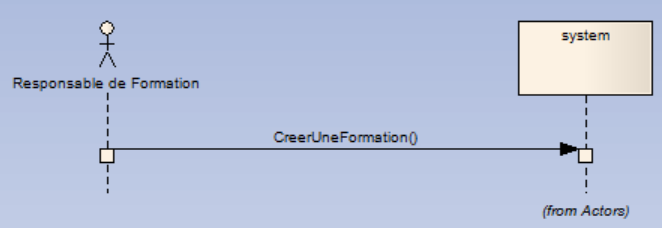 system
Responsable de Formation
CreerUneFormation()
(from Actors)